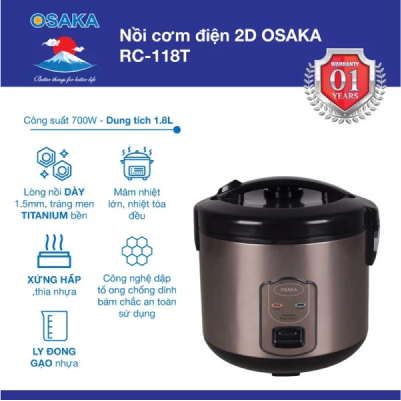 OSAKA
Better things for better life
Nồi cơm điện 2D OSAKA
RC-118T
WARRANTY
01
YEARS
Công suất 700W - Dung tích 1.8L
Lòng nồi DÀY
1.5mm, tráng men
TITANIUM bền
Mâm nhiệt
lớn, nhiệt tỏa
đều
XỬNG HẤP
,thìa nhựa
Công nghệ dập
tổ ong chống dính
bám chắc an toàn
sử dụng
LY ĐONG
GẠO nhựa
OSAKA